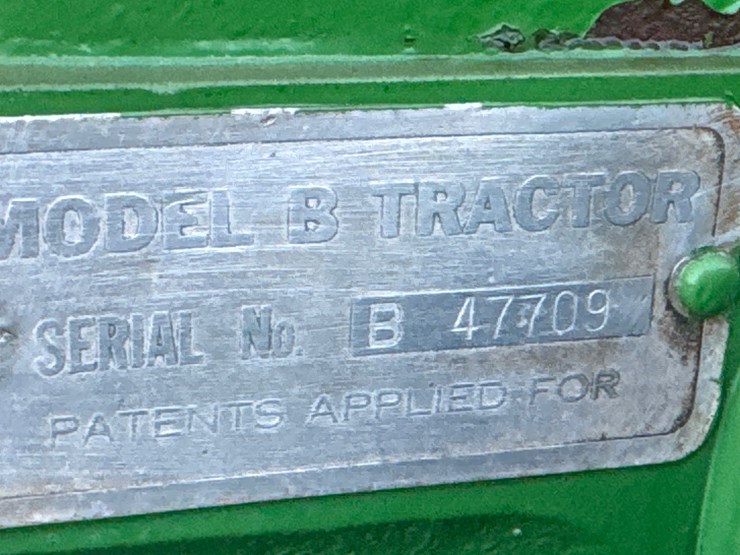 MODEL B TRACTOR
SERIAL No. B 47709
PATENTS APPLIED FOR